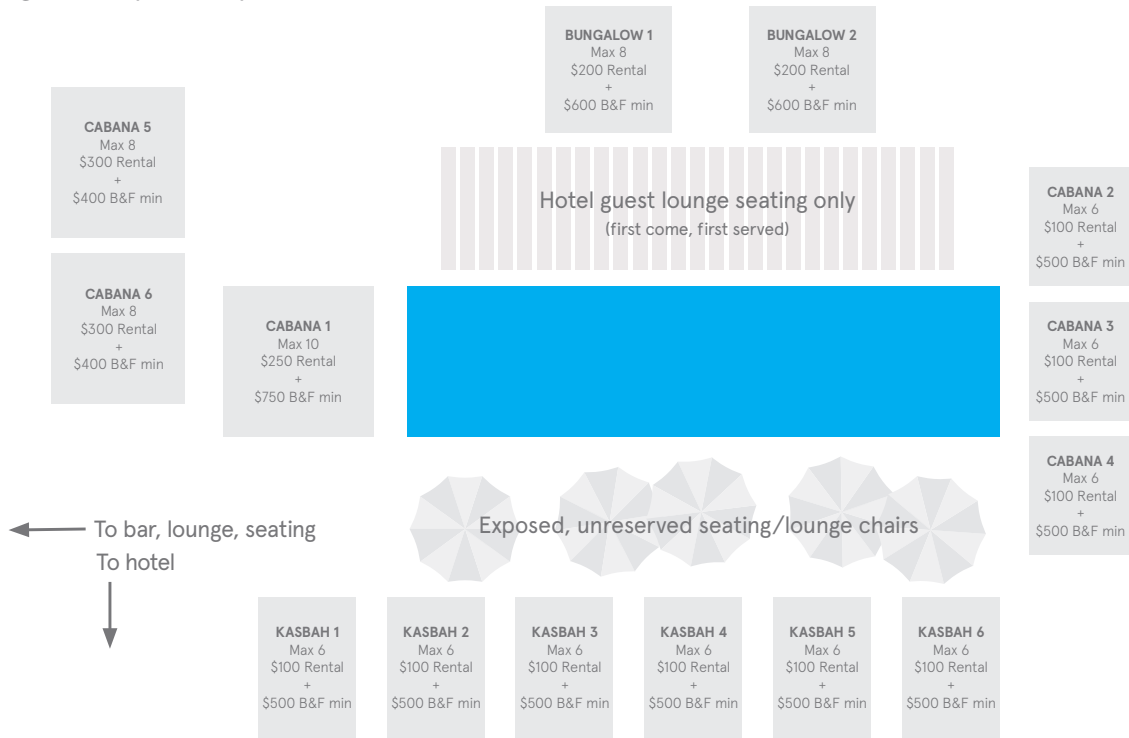 BUNGALOW 1
Max 8
$200 Rental
+
$600 B&F min
BUNGALOW 2
Max 8
$200 Rental
+
$600 B&F min
CABANA 5
Max 8
$300 Rental
+
$400 B&F min
Hotel guest lounge seating only
(first come, first served)
CABANA 2
Max 6
$100 Rental
+
$500 B&F min
CABANA 6
Max 8
$300 Rental
+
$400 B&F min
CABANA 1
Max 10
$250 Rental
+
$750 B&F min
CABANA 3
Max 6
$100 Rental
+
$500 B&F min
CABANA 4
Max 6
$100 Rental
+
$500 B&F min
To bar, lounge, seating
To hotel
Exposed, unreserved seating/lounge chairs
KASBAH 1
Max 6
$100 Rental
+
$500 B&F min
KASBAH 2
Max 6
$100 Rental
+
$500 B&F min
KASBAH 3
Max 6
$100 Rental
+
$500 B&F min
KASBAH 4
Max 6
$100 Rental
+
$500 B&F min
KASBAH 5
Max 6
$100 Rental
+
$500 B&F min
KASBAH 6
Max 6
$100 Rental
+
$500 B&F min